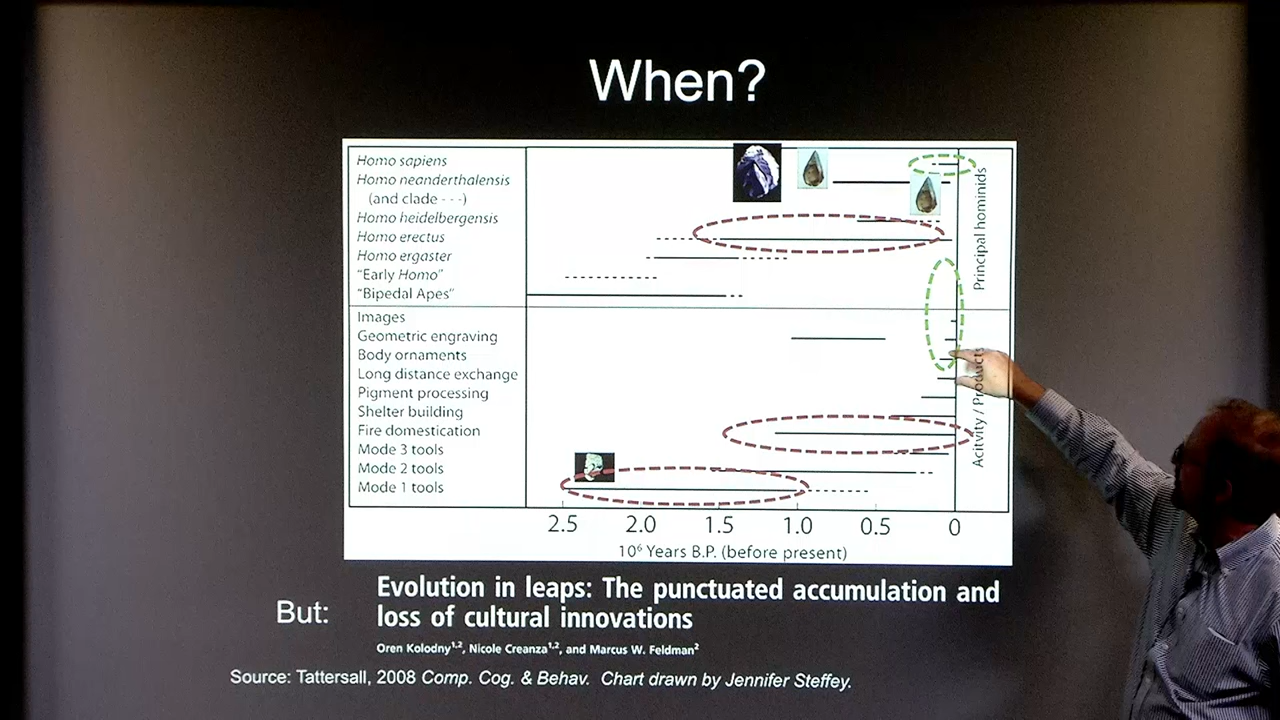 When?
Homo sapiens
Homo neanderthalensis
(and clade - - -)
Homo heidelbergensis
Homo erectus
Homo ergaster
“Early Homo”
“Bipedal Apes”
Principal hominids
Images
Geometric engraving
Body ornaments
Long distance exchange
Pigment processing
Shelter building
Fire domestication
Mode 3 tools
Mode 2 tools
Mode 1 tools
Acitvity / Products
2.5 2.0 1.5 1.0 0.5 0
10⁶ Years B.P. (before present)
But:
Evolution in leaps: The punctuated accumulation and
loss of cultural innovations
Oren Kolodny¹,², Nicole Creanza¹,², and Marcus W. Feldman²
Source: Tattersall, 2008 Comp. Cog. & Behav. Chart drawn by Jennifer Steffey.